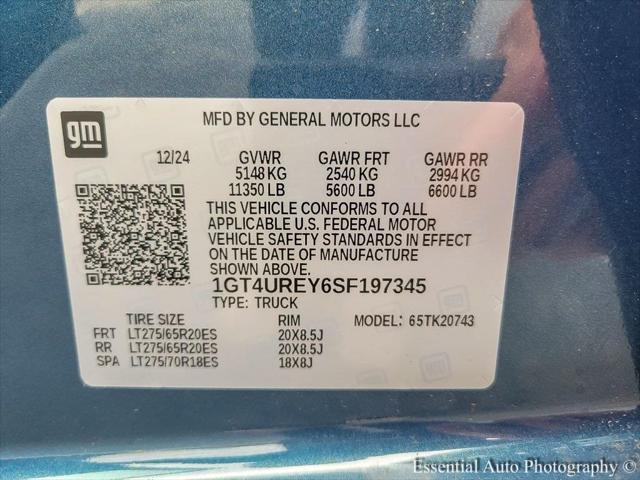 gm
MFD BY GENERAL MOTORS LLC
12/24 GVWR GAWR FRT GAWR RR
5148 KG 2540 KG 2994 KG
11350 LB 5600 LB 6600 LB
THIS VEHICLE CONFORMS TO ALL
APPLICABLE U.S. FEDERAL MOTOR
VEHICLE SAFETY STANDARDS IN EFFECT
ON THE DATE OF MANUFACTURE
SHOWN ABOVE.
1GT4UREY6SF197345
TYPE: TRUCK
TIRE SIZE RIM MODEL: 65TK20743
FRT LT275/65R20ES 20X8.5J
RR LT275/65R20ES 20X8.5J
SPA LT275/70R18ES 18X8J
Essential Auto Photography ©